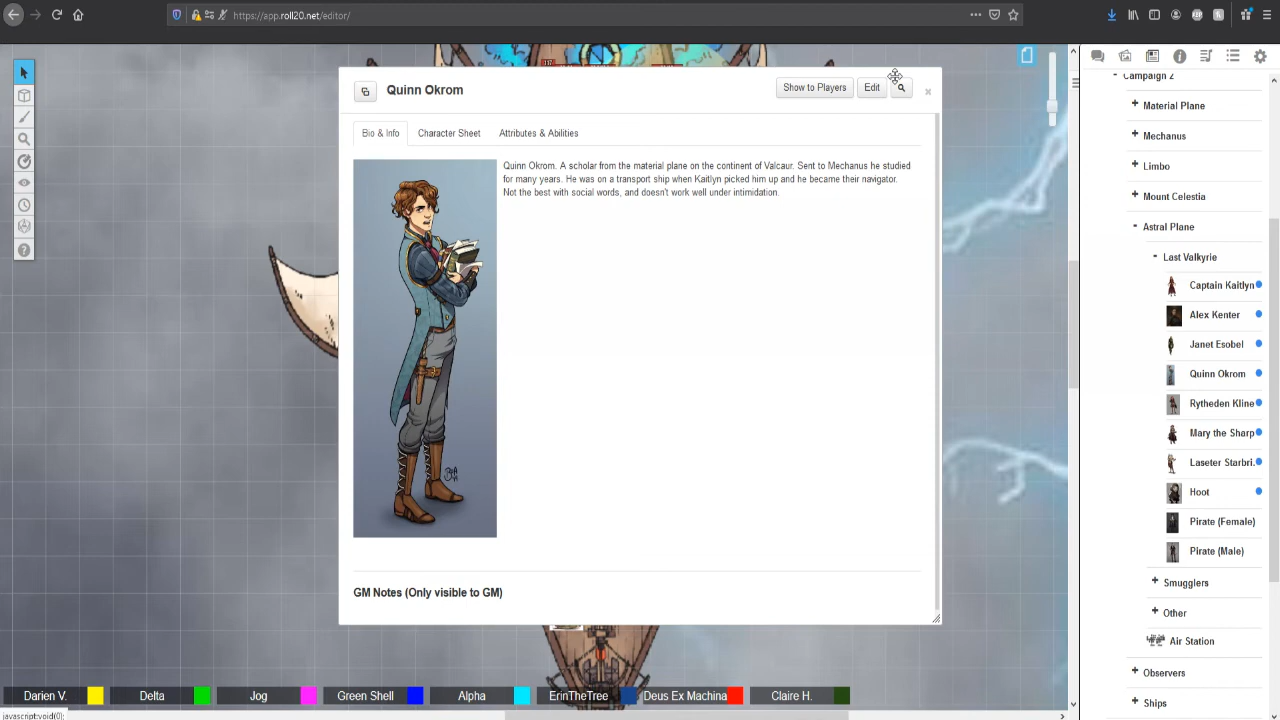 https://app.roll20.net/editor/
Campaign 2
Quinn Okrom
Show to Players
Edit
Bio & Info
Character Sheet
Attributes & Abilities
Quinn Okrom. A scholar from the material plane on the continent of Valcaur. Sent to Mechanus he studied
for many years. He was on a transport ship when Kaitlyn picked him up and he became their navigator.
Not the best with social words, and doesn't work well under intimidation.
GM Notes (Only visible to GM)
Material Plane
Mechanus
Limbo
Mount Celestia
Astral Plane
Last Valkyrie
Captain Kaitlyn
Alex Kenter
Janet Esobel
Quinn Okrom
Rytheden Kline
Mary the Sharp
Laseter Starbri.
Hoot
Pirate (Female)
Pirate (Male)
Smugglers
Other
Air Station
Observers
Ships
Darien V.
Delta
Jog
Green Shell
Alpha
ErinTheTree
Deus Ex Machina
Claire H.
javascript:void(0);